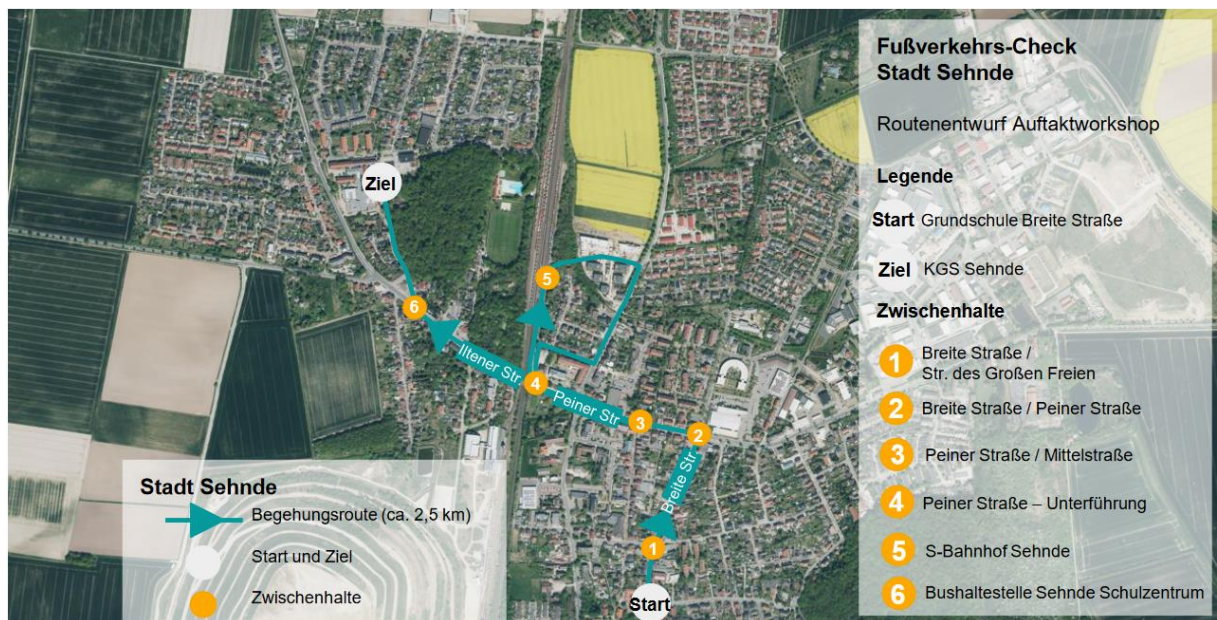 Fußverkehrs-Check
Stadt Sehnde
Routenentwurf Auftaktworkshop
Legende
Start Grundschule Breite Straße
Ziel KGS Sehnde
Zwischenhalte
1 Breite Straße /
Str. des Großen Freien
2 Breite Straße / Peiner Straße
3 Peiner Straße / Mittelstraße
4 Peiner Straße – Unterführung
5 S-Bahnhof Sehnde
6 Bushaltestelle Sehnde Schulzentrum
Ziel
5
6
Iltener Str.
4
Peiner Str.
3
2
Breite Str.
1
Start
Stadt Sehnde
Begehungsroute (ca. 2,5 km)
Start und Ziel
Zwischenhalte